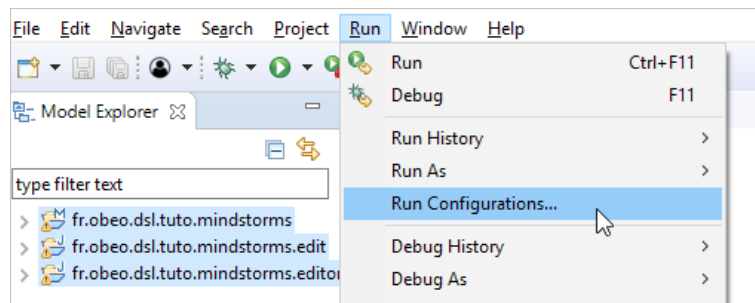 File Edit Navigate Search Project Run Window Help
Run Ctrl+F11
Debug F11
Model Explorer
Run History
Run As
type filter text
Run Configurations...
fr.obeo.dsl.tuto.mindstorms
fr.obeo.dsl.tuto.mindstorms.edit
Debug History
fr.obeo.dsl.tuto.mindstorms.editor
Debug As